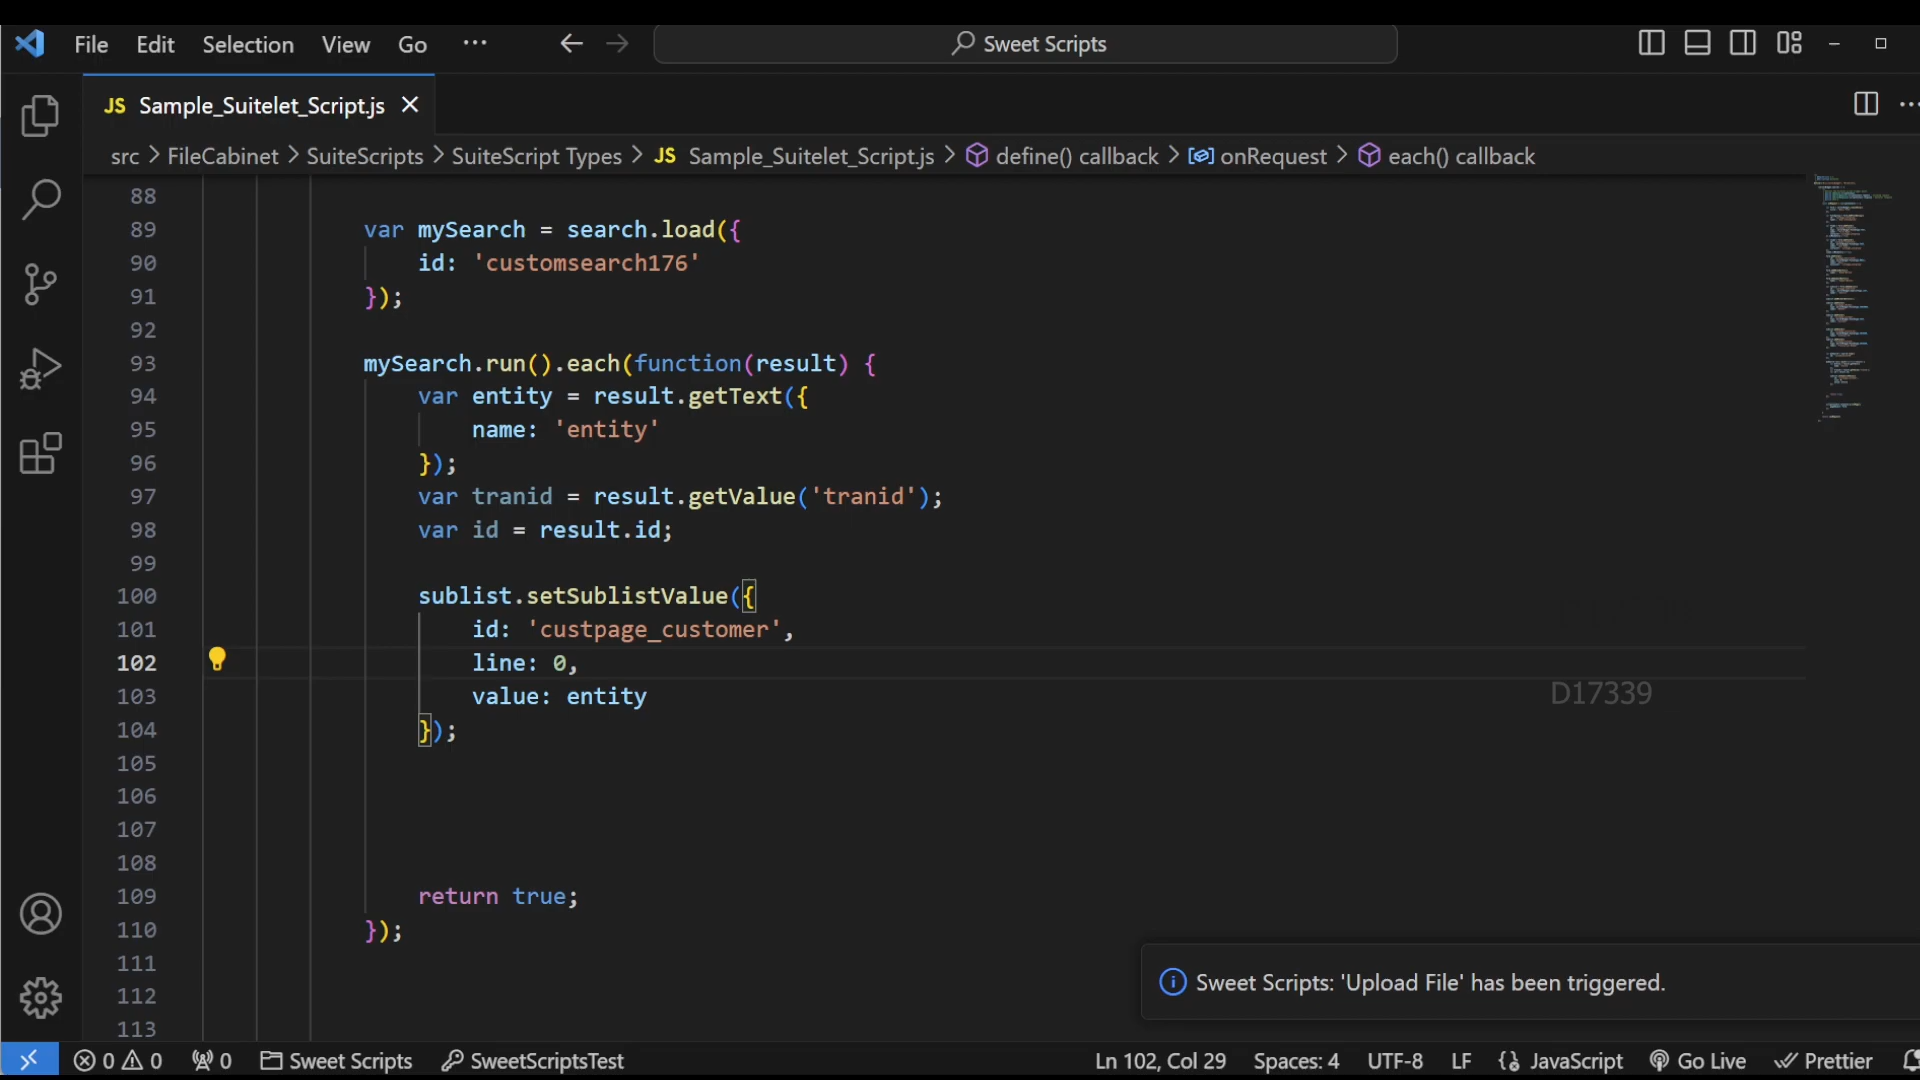 File Edit Selection View Go ··· Sweet Scripts
JS Sample_Suitelet_Script.js
src > FileCabinet > SuiteScripts > SuiteScript Types > JS Sample_Suitelet_Script.js > define() callback > onRequest > each() callback
88
89 var mySearch = search.load({
90 id: 'customsearch176'
91 });
92
93 mySearch.run().each(function(result) {
94 var entity = result.getText({
95 name: 'entity'
96 });
97 var tranid = result.getValue('tranid');
98 var id = result.id;
99
100 sublist.setSublistValue({
101 id: 'custpage_customer',
102 line: 0,
103 value: entity
104 });
105
106
107
108
109 return true;
110 });
111
112
113
D17339
Sweet Scripts: 'Upload File' has been triggered.
0 0 0 Sweet Scripts SweetScriptsTest Ln 102, Col 29 Spaces: 4 UTF-8 LF JavaScript Go Live Prettier